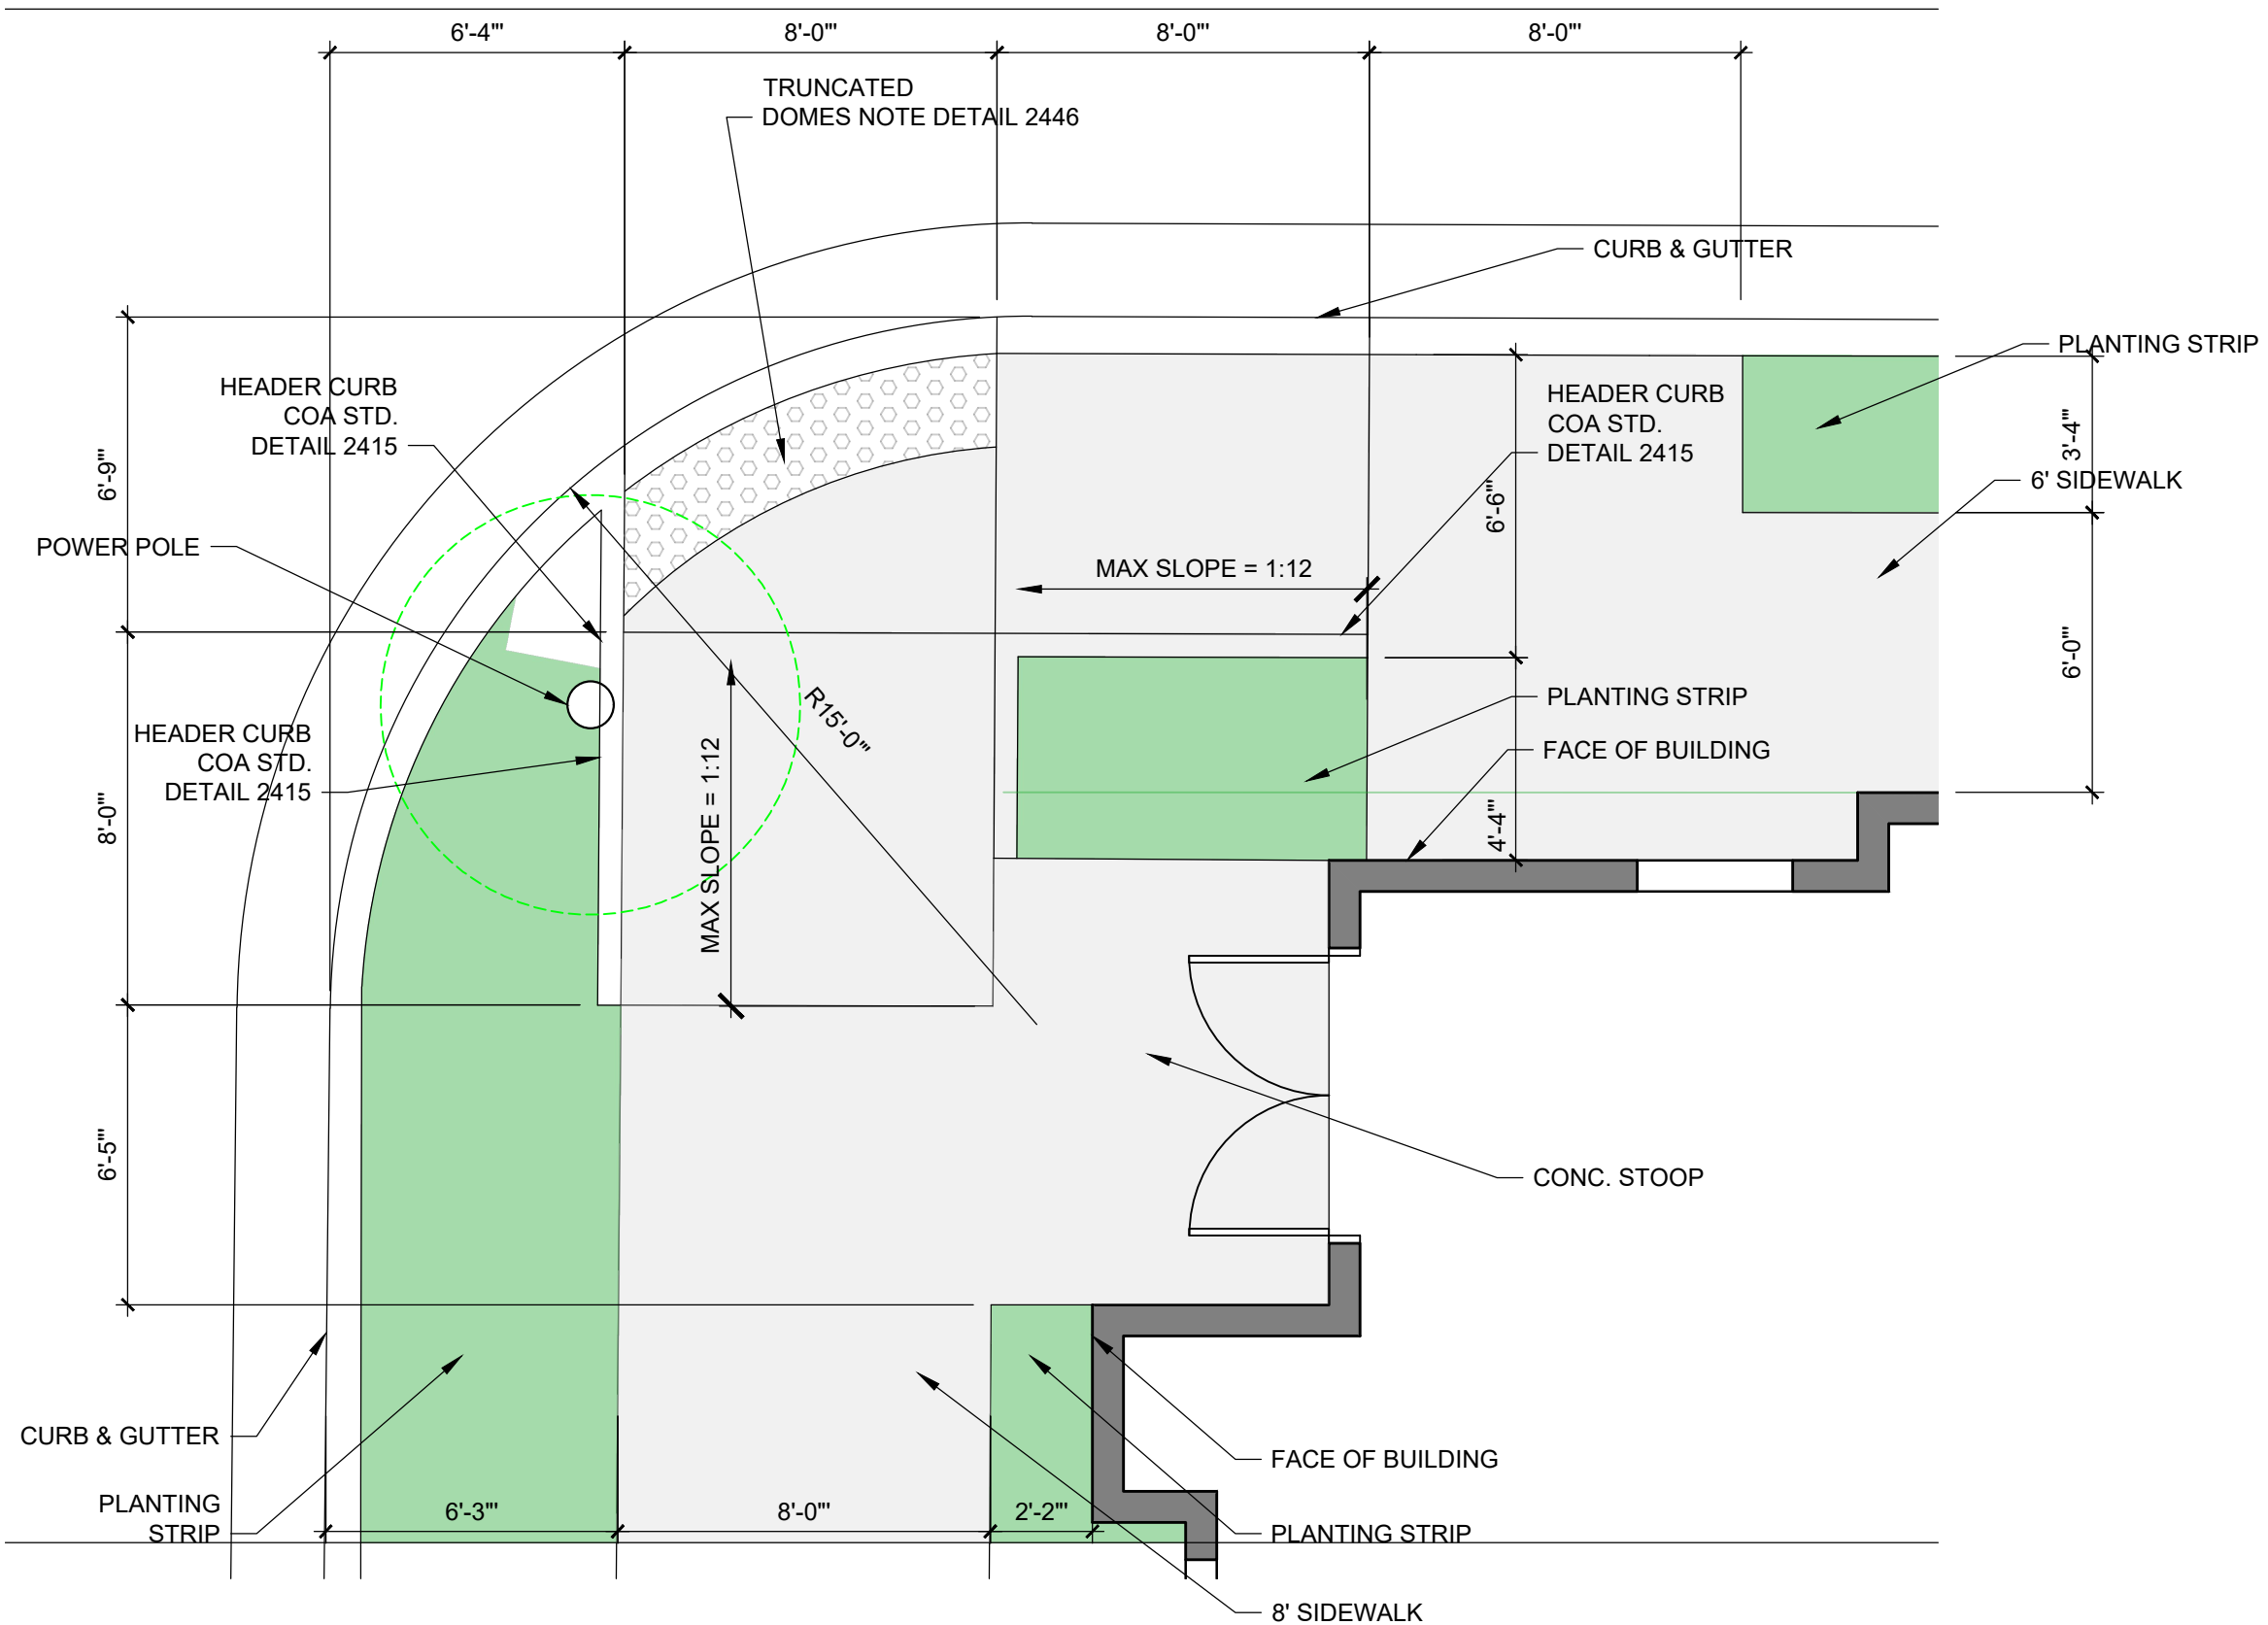 6'-4'"
8'-0'"
8'-0'"
8'-0'"
TRUNCATED
DOMES NOTE DETAIL 2446
CURB & GUTTER
PLANTING STRIP
HEADER CURB
COA STD.
DETAIL 2415
HEADER CURB
COA STD.
DETAIL 2415
3'-4'"
6'-9'"
6' SIDEWALK
6'-6'"
POWER POLE
MAX SLOPE = 1:12
6'-0'"
PLANTING STRIP
R15'-0'"
HEADER CURB
COA STD.
DETAIL 2415
FACE OF BUILDING
MAX SLOPE = 1:12
8'-0'"
4'-4'"
6'-5'"
CONC. STOOP
CURB & GUTTER
FACE OF BUILDING
PLANTING
STRIP
6'-3'"
8'-0'"
2'-2'"
PLANTING STRIP
8' SIDEWALK